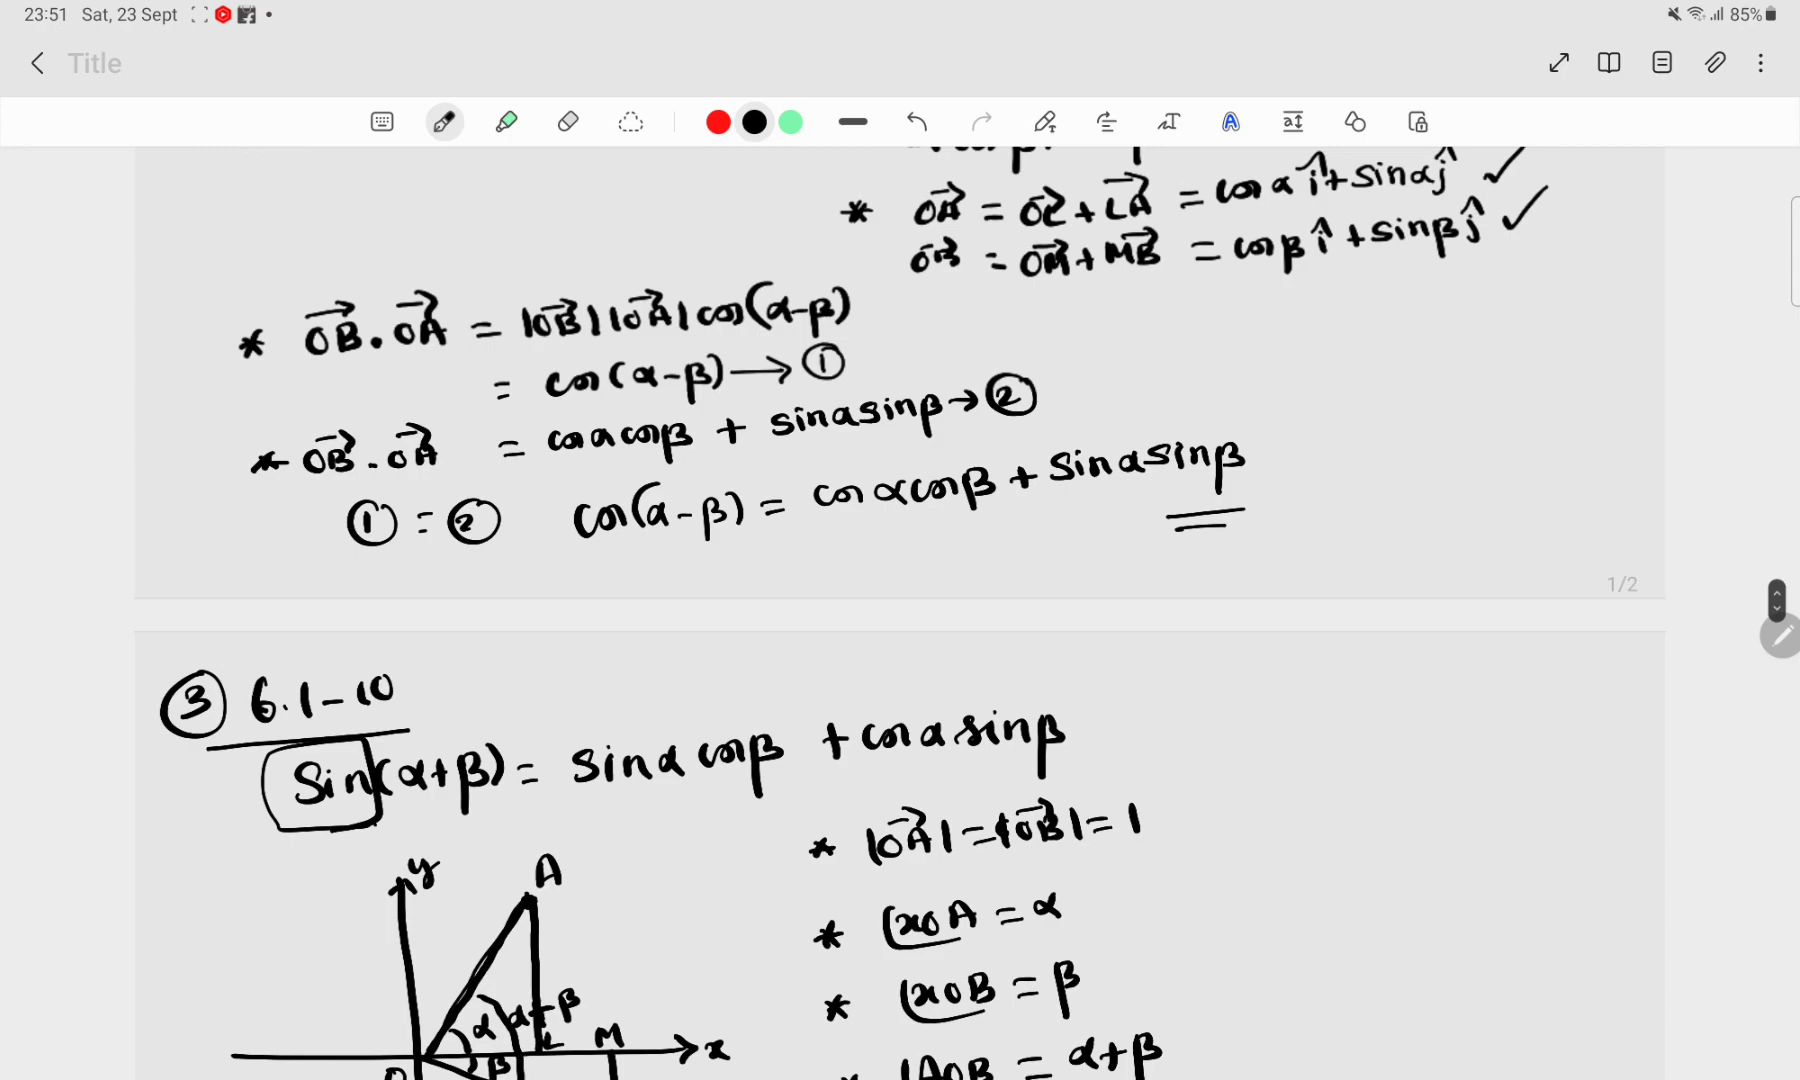 23:51 Sat, 23 Sept 85%
Title
* OA = OL + LA = cos α i + sin α j ✓
OB = OM + MB = cos β i + sin β j ✓
* OB . OA = |OB| |OA| cos(α-β)
= cos(α-β) → ①
* OB . OA = cos α cos β + sin α sin β → ②
① = ② cos(α-β) = cos α cos β + sin α sin β
1/2
③ 6.1-10
Sin(α+β) = sin α cos β + cos α sin β
* |OA| = |OB| = 1
y A
* xOA = α
* xOB = β
α α+β
L M x
O β
AOB = α+β